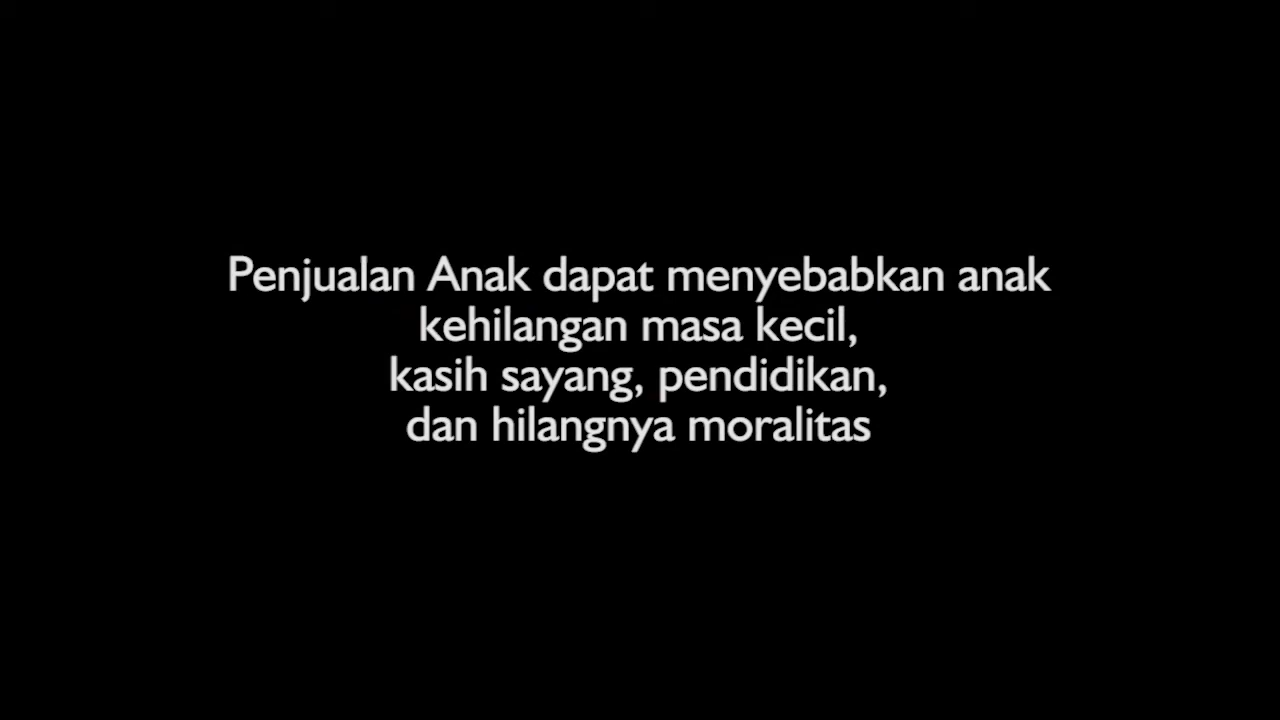 Penjualan Anak dapat menyebabkan anak
kehilangan masa kecil,
kasih sayang, pendidikan,
dan hilangnya moralitas